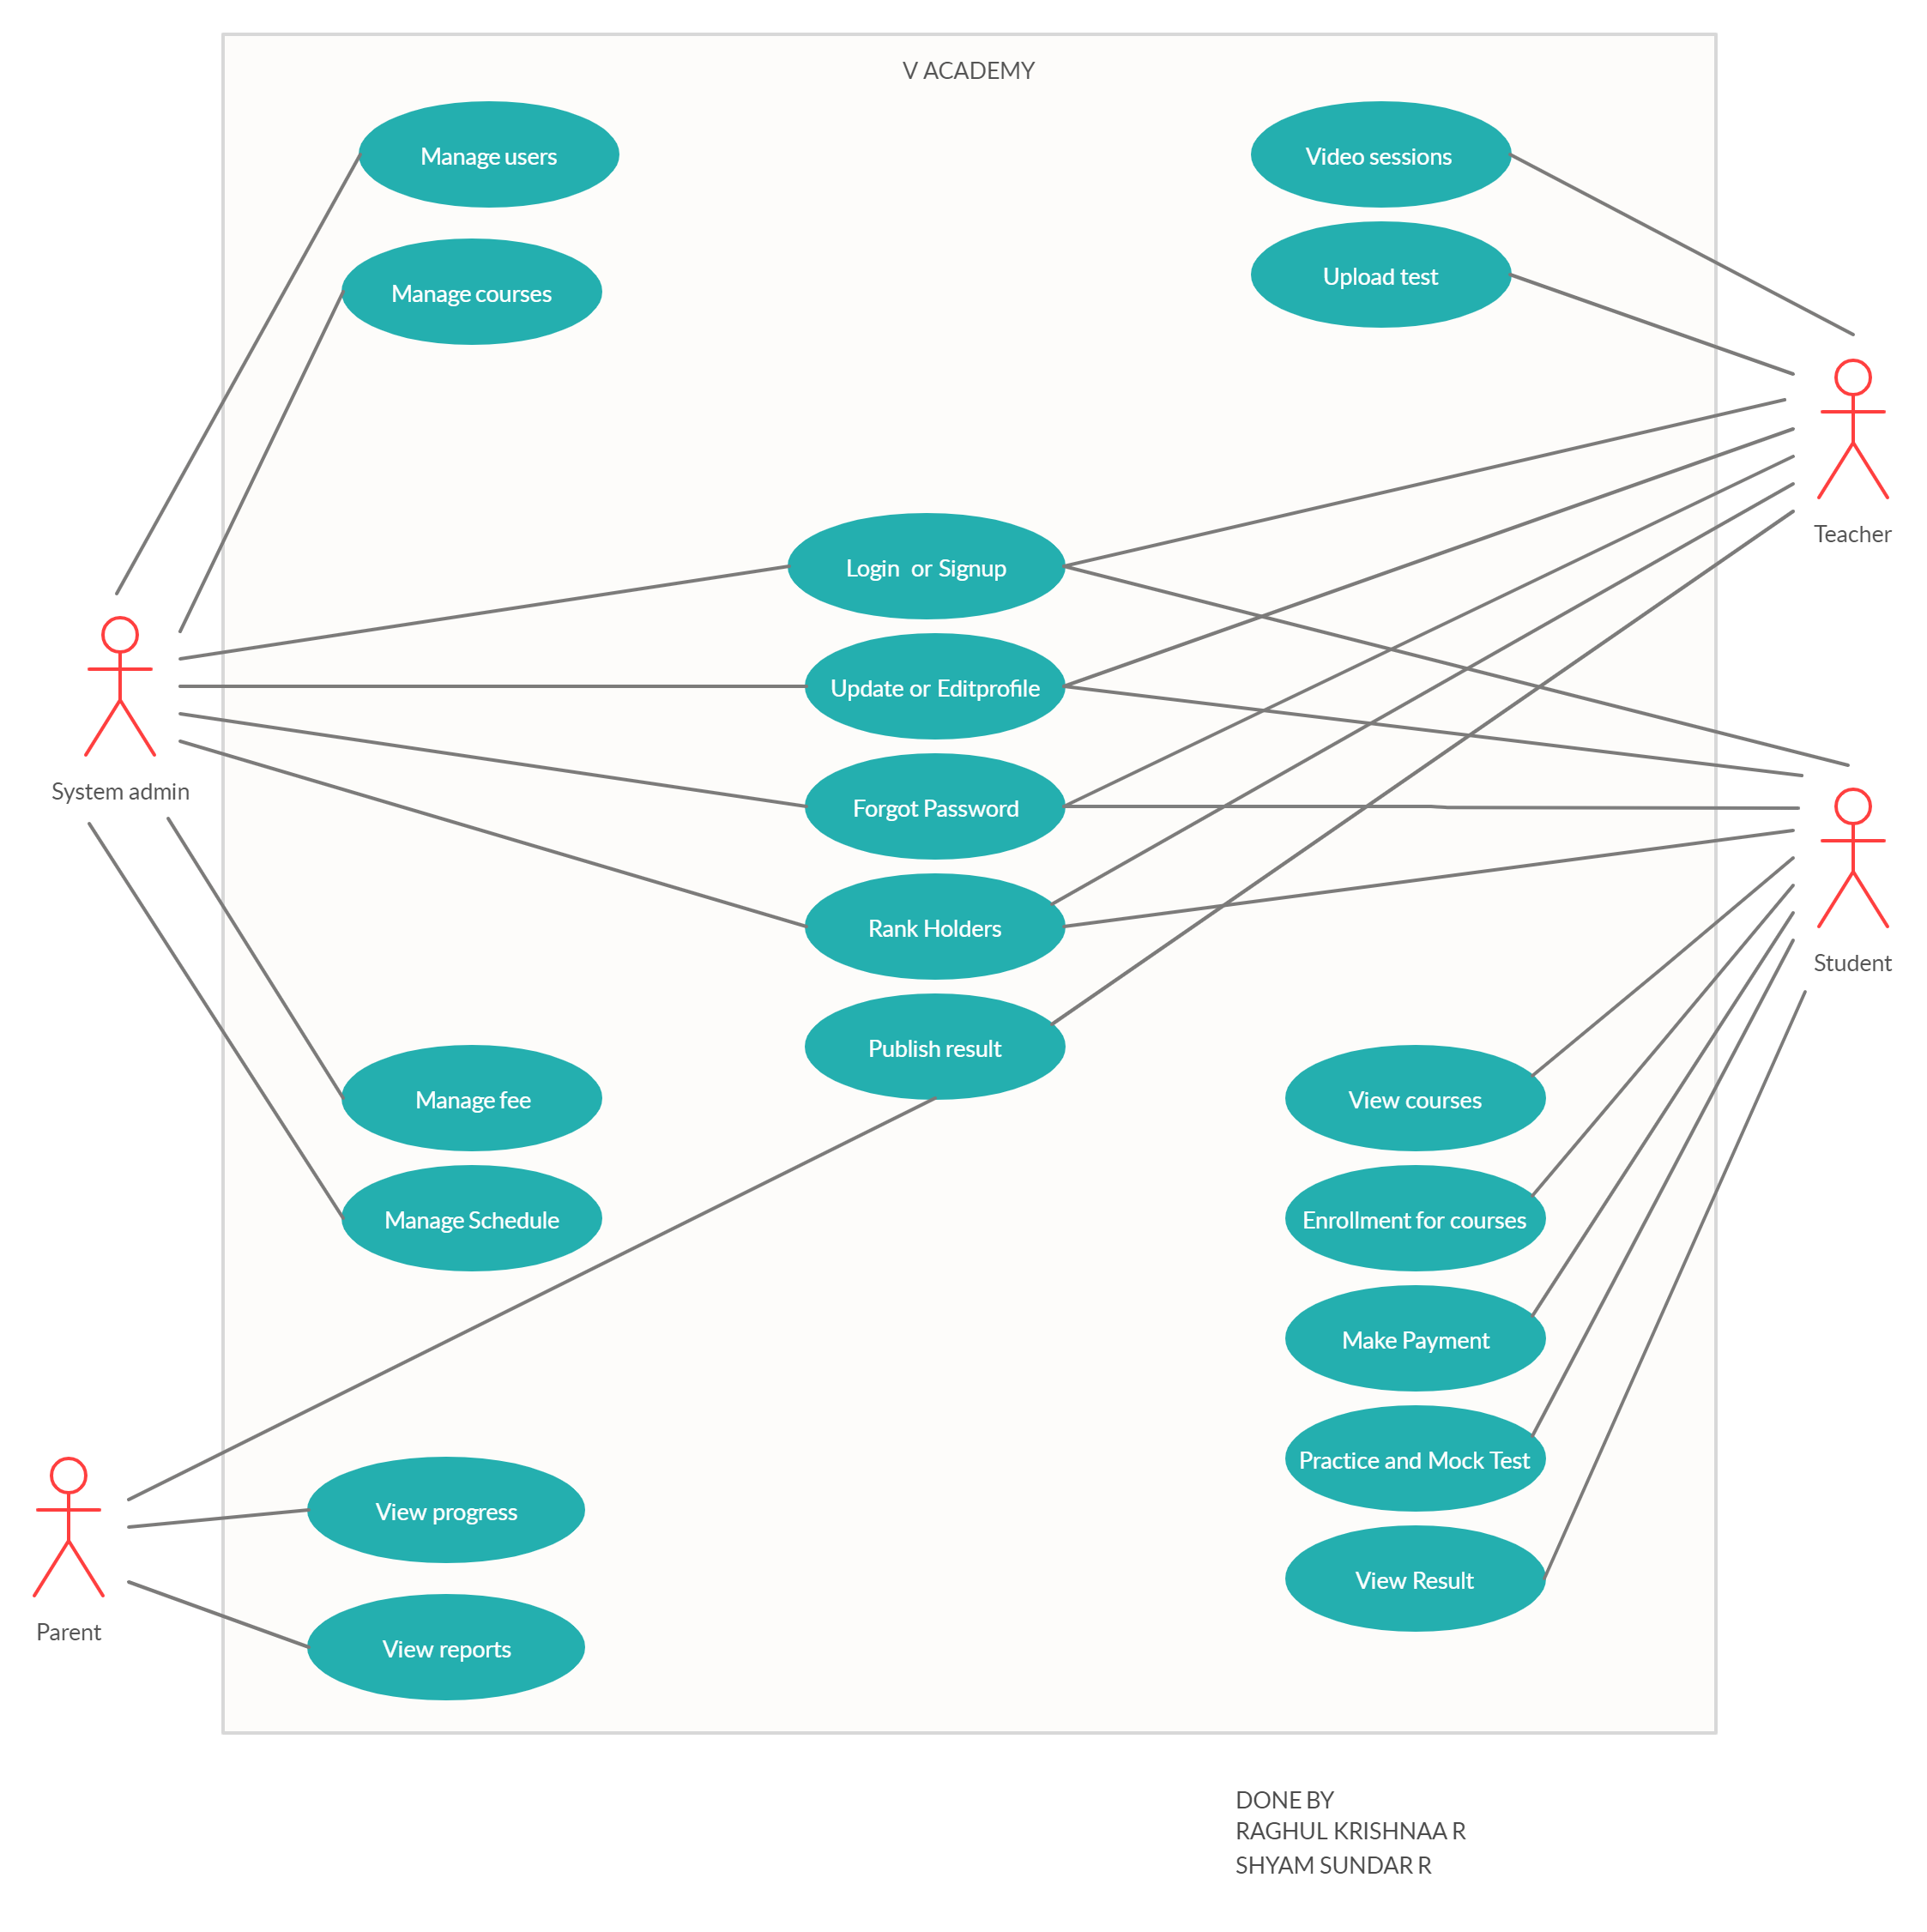 V ACADEMY
Manage users
Video sessions
Manage courses
Upload test
Teacher
Login  or Signup
Update or Editprofile
System admin
Forgot Password
Rank Holders
Student
Publish result
Manage fee
View courses
Manage Schedule
Enrollment for courses
Make Payment
Practice and Mock Test
View progress
View Result
Parent
View reports
DONE BY
RAGHUL KRISHNAA R
SHYAM SUNDAR R